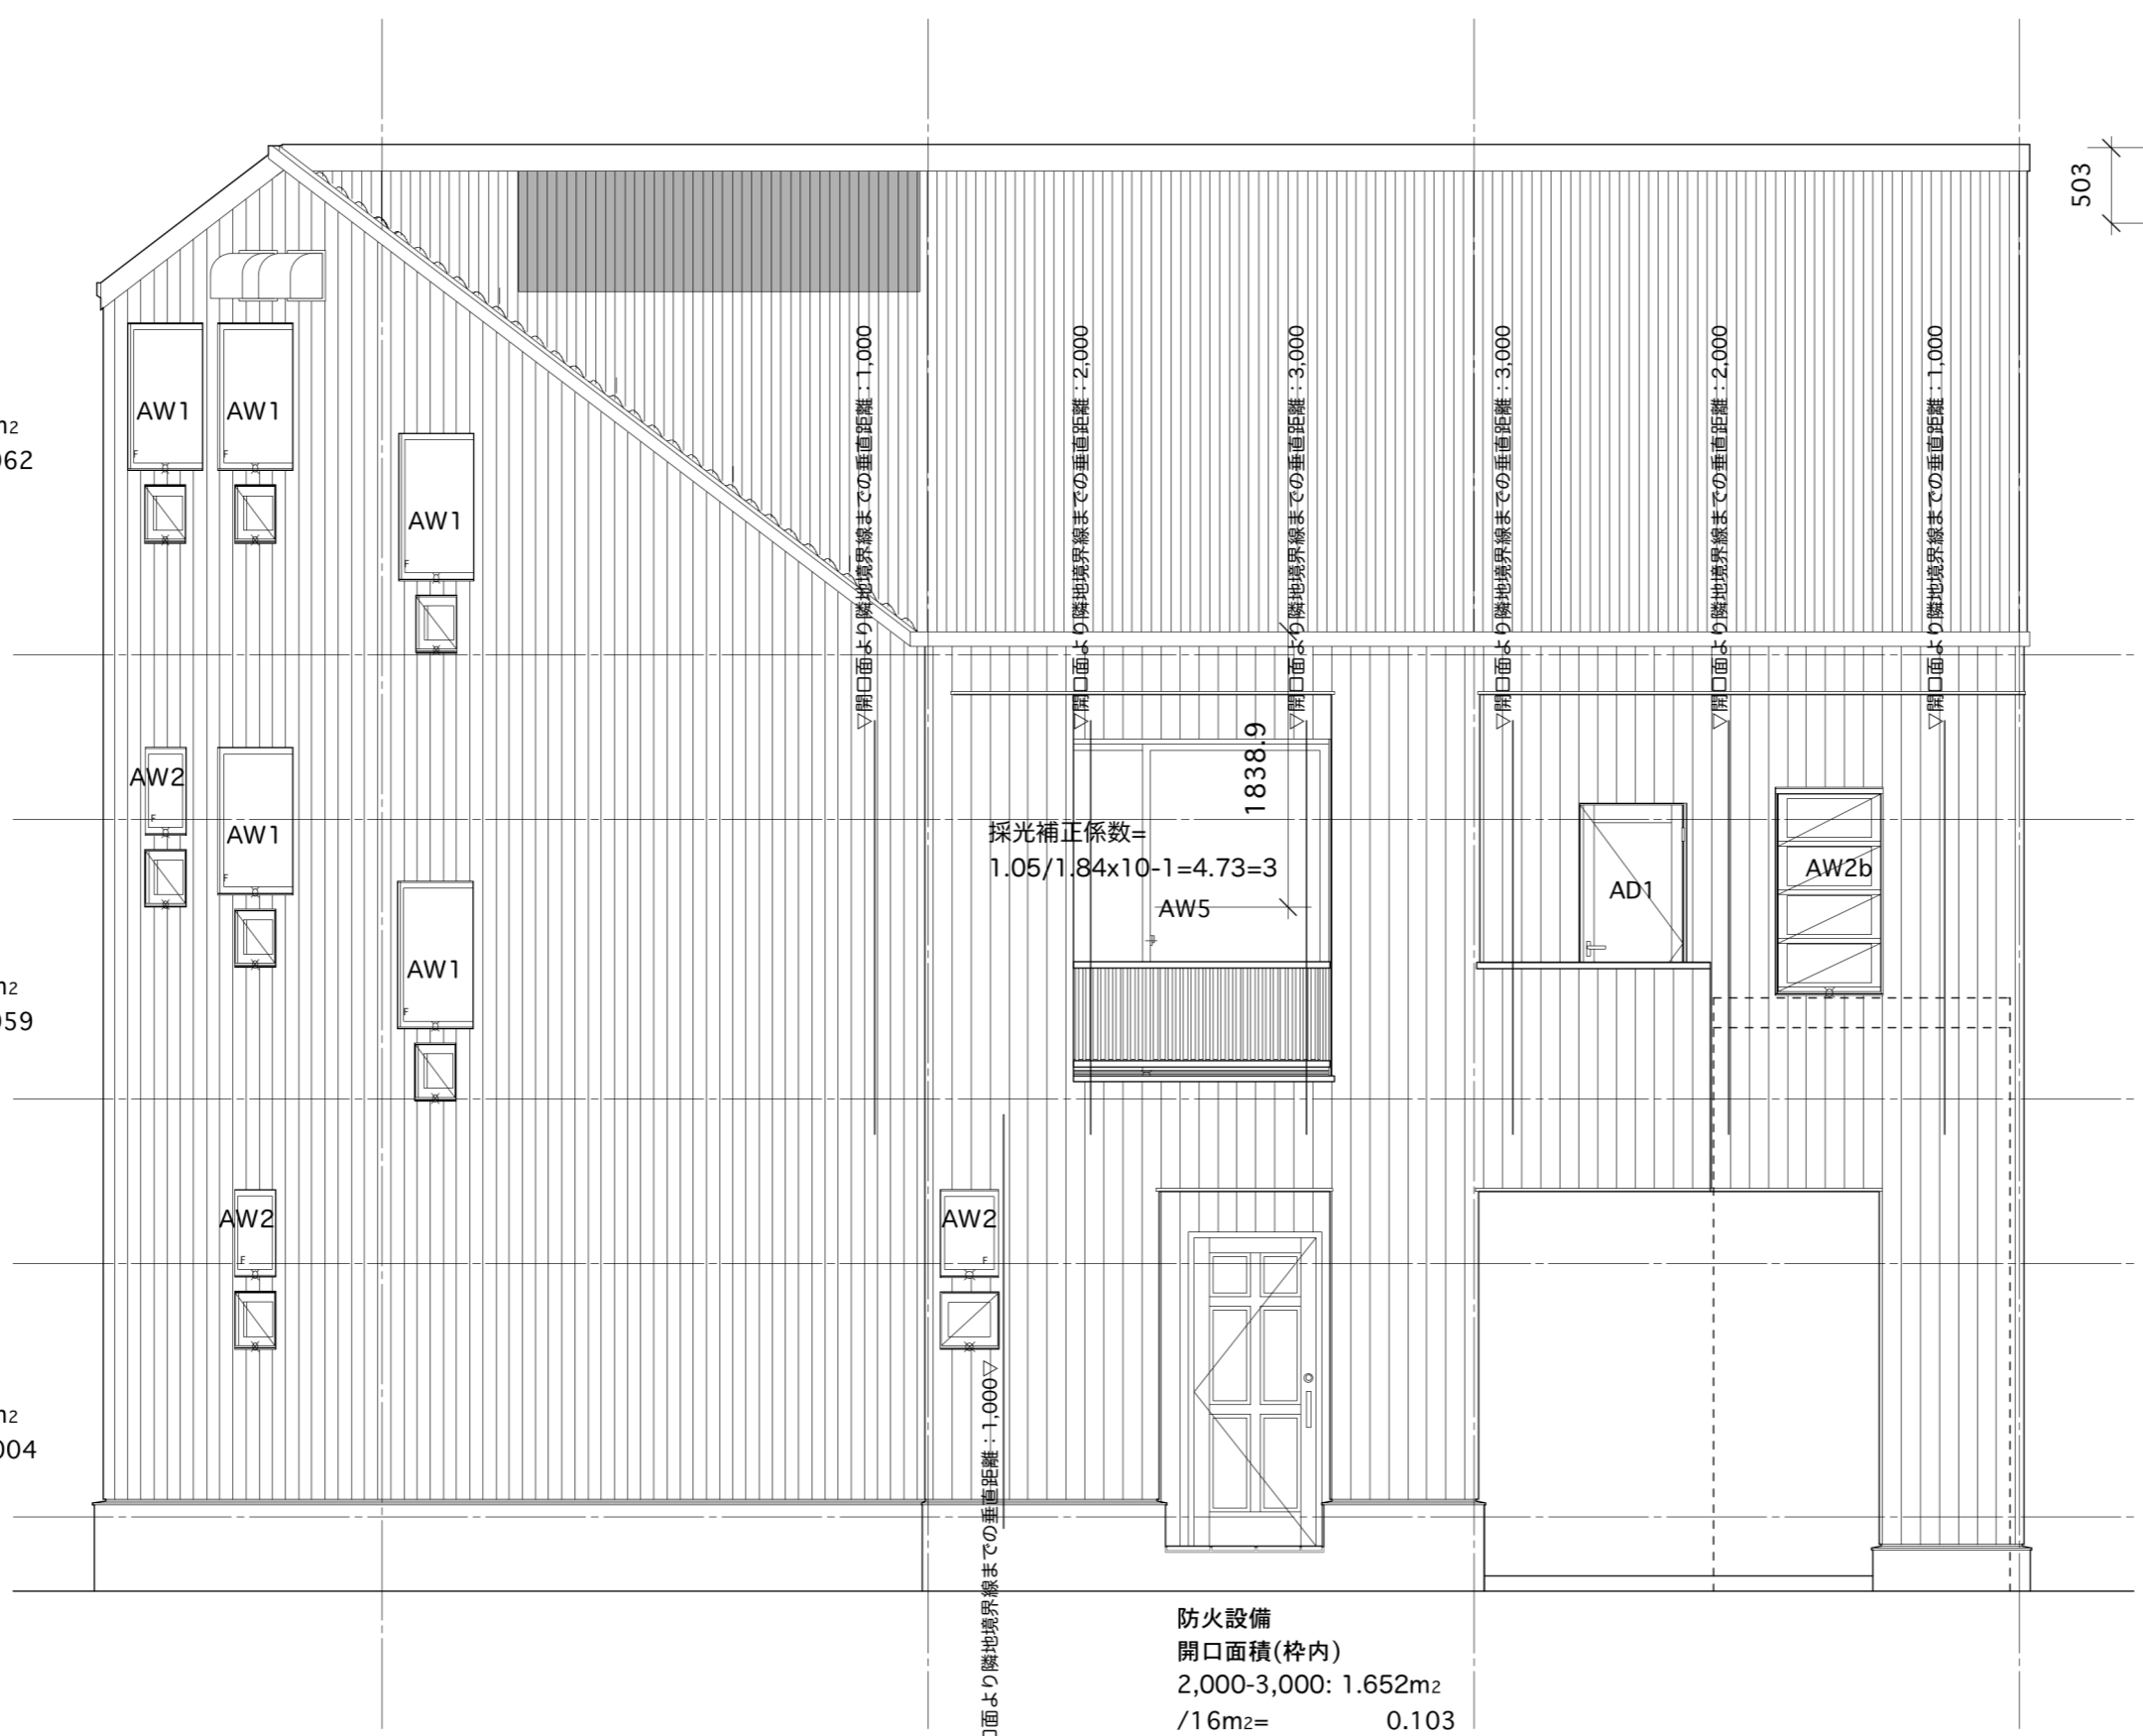 503
▽開口面より隣地境界線までの垂直距離：1,000
▽開口面より隣地境界線までの垂直距離：2,000
▽開口面より隣地境界線までの垂直距離：3,000
▽開口面より隣地境界線までの垂直距離：3,000
▽開口面より隣地境界線までの垂直距離：2,000
▽開口面より隣地境界線までの垂直距離：1,000
AW1
AW1
F
F
m2
062
AW1
F
AW2
F
AW1
F
1838.9
採光補正係数=
1.05/1.84x10-1=4.73=3
AW5
AD1
AW2b
AW1
F
m2
059
AW2
F
AW2
F
m2
004
口面より隣地境界線までの垂直距離：1,000▽
防火設備
開口面積(枠内)
2,000-3,000: 1.652m2
/16m2= 0.103